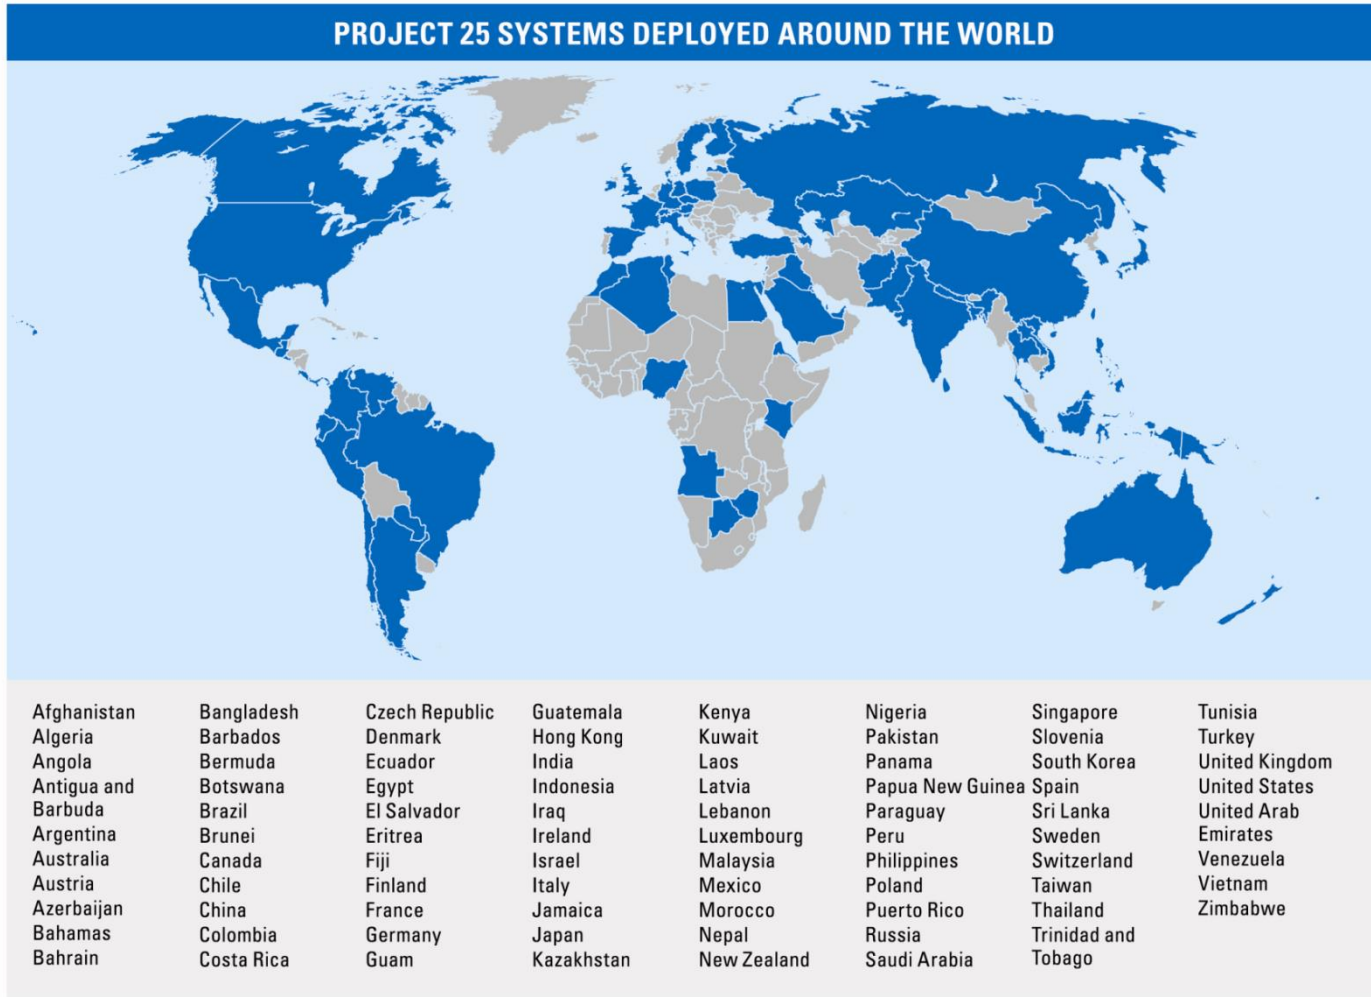 PROJECT 25 SYSTEMS DEPLOYED AROUND THE WORLD
Afghanistan
Algeria
Angola
Antigua and
Barbuda
Argentina
Australia
Austria
Azerbaijan
Bahamas
Bahrain
Bangladesh
Barbados
Bermuda
Botswana
Brazil
Brunei
Canada
Chile
China
Colombia
Costa Rica
Czech Republic
Denmark
Ecuador
Egypt
El Salvador
Eritrea
Fiji
Finland
France
Germany
Guam
Guatemala
Hong Kong
India
Indonesia
Iraq
Ireland
Israel
Italy
Jamaica
Japan
Kazakhstan
Kenya
Kuwait
Laos
Latvia
Lebanon
Luxembourg
Malaysia
Mexico
Morocco
Nepal
New Zealand
Nigeria
Pakistan
Panama
Papua New Guinea
Paraguay
Peru
Philippines
Poland
Puerto Rico
Russia
Saudi Arabia
Singapore
Slovenia
South Korea
Spain
Sri Lanka
Sweden
Switzerland
Taiwan
Thailand
Trinidad and
Tobago
Tunisia
Turkey
United Kingdom
United States
United Arab
Emirates
Venezuela
Vietnam
Zimbabwe